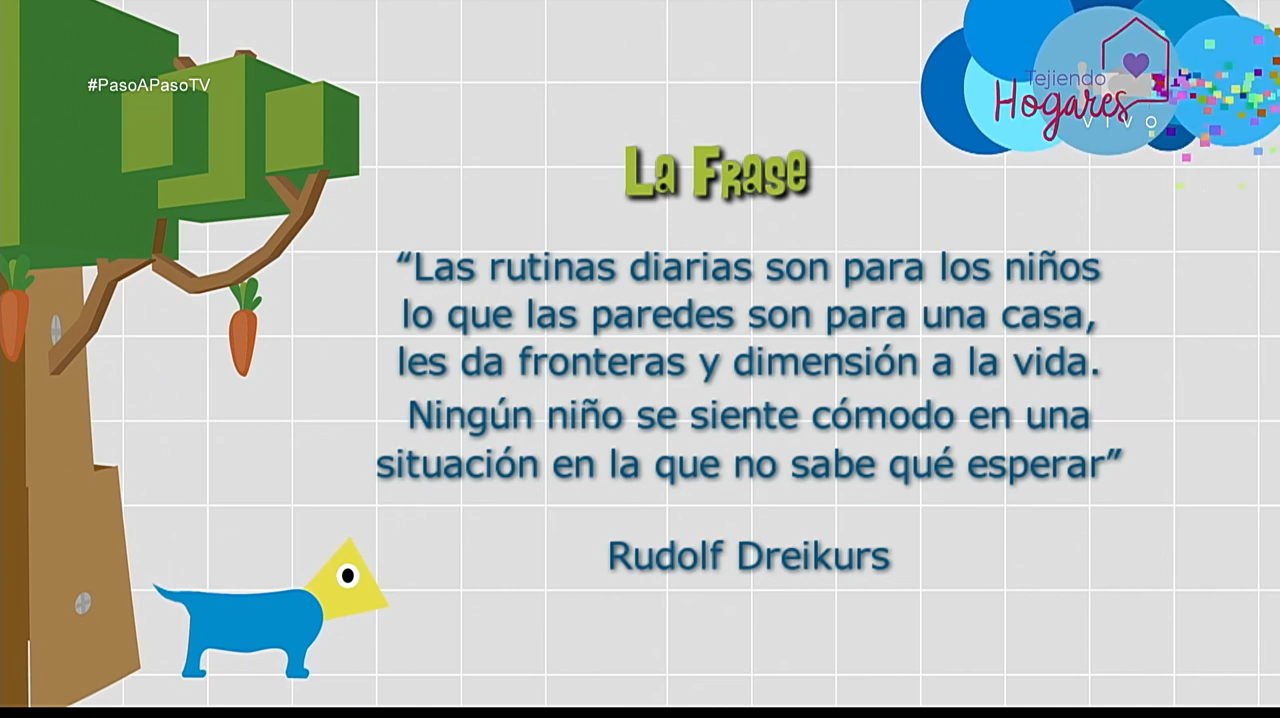 #PasoAPasoTV
Tejiendo
Hogares
VIVO
La Frase
“Las rutinas diarias son para los niños
lo que las paredes son para una casa,
les da fronteras y dimensión a la vida.
Ningún niño se siente cómodo en una
situación en la que no sabe qué esperar”
Rudolf Dreikurs